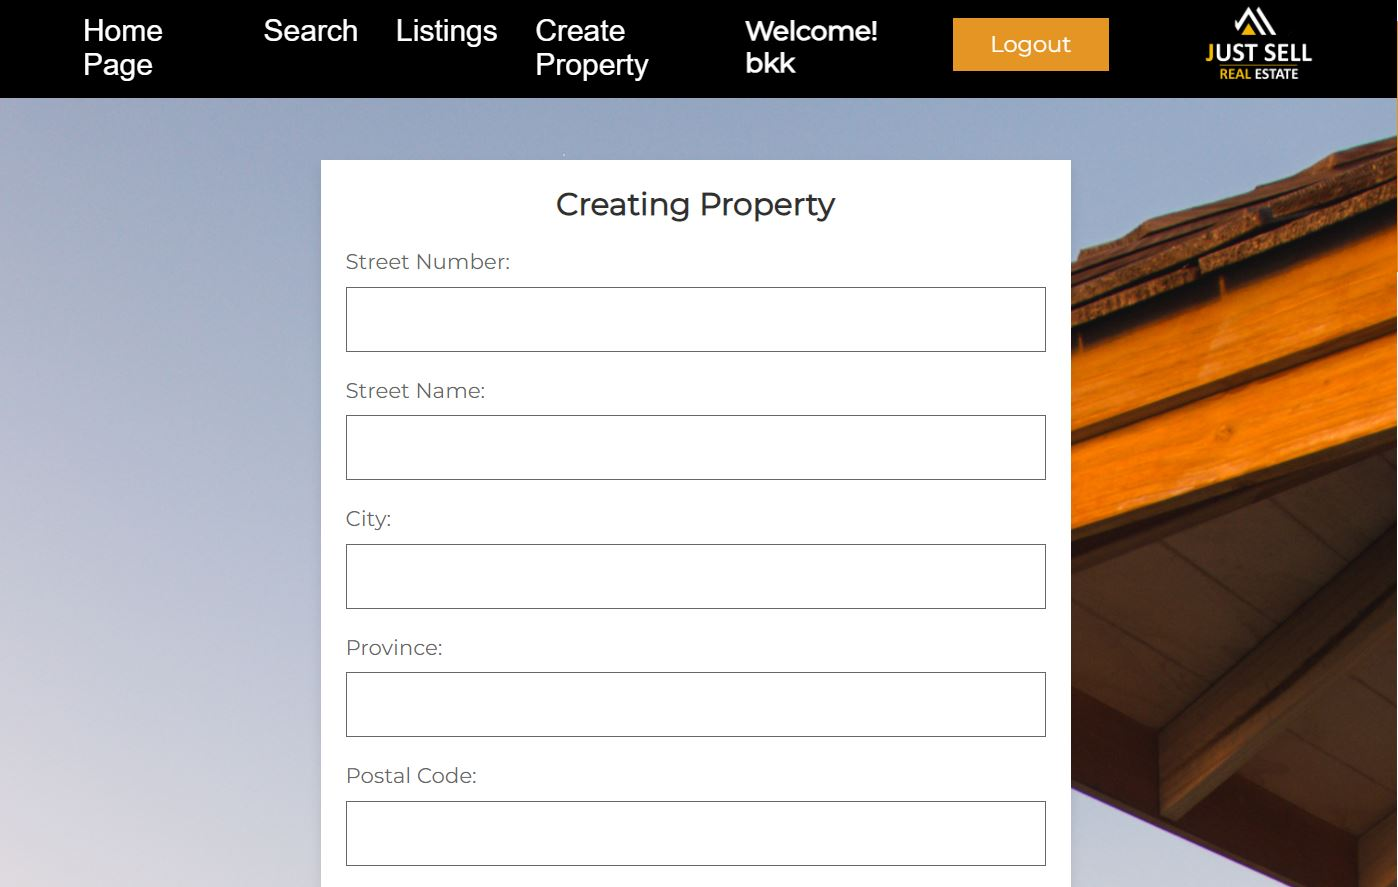 Home
Page
Search
Listings
Create
Property
Welcome!
bkk
Logout
JUST SELL
REAL ESTATE
Creating Property
Street Number:
Street Name:
City:
Province:
Postal Code: